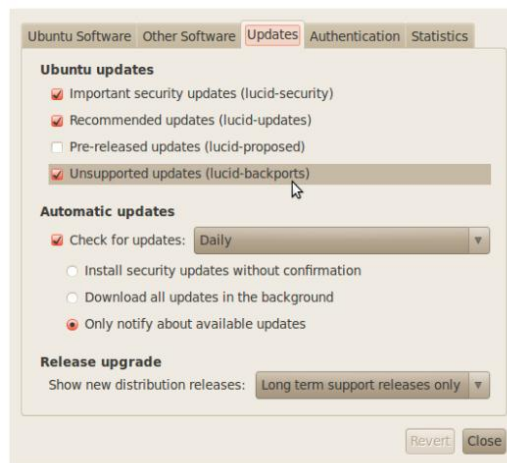 Ubuntu Software Other Software Updates Authentication Statistics
Ubuntu updates
Important security updates (lucid-security)
Recommended updates (lucid-updates)
Pre-released updates (lucid-proposed)
Unsupported updates (lucid-backports)
Automatic updates
Check for updates: Daily
Install security updates without confirmation
Download all updates in the background
Only notify about available updates
Release upgrade
Show new distribution releases: Long term support releases only
Revert Close